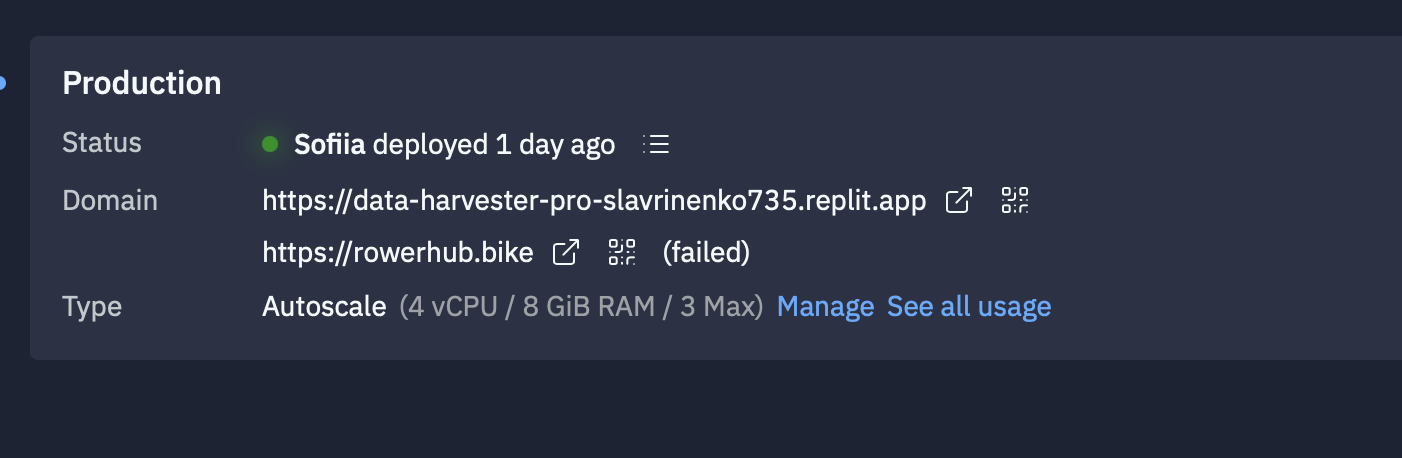 Production
Status Sofiia deployed 1 day ago
Domain https://data-harvester-pro-slavrinenko735.replit.app
https://rowerhub.bike (failed)
Type Autoscale (4 vCPU / 8 GiB RAM / 3 Max) Manage See all usage